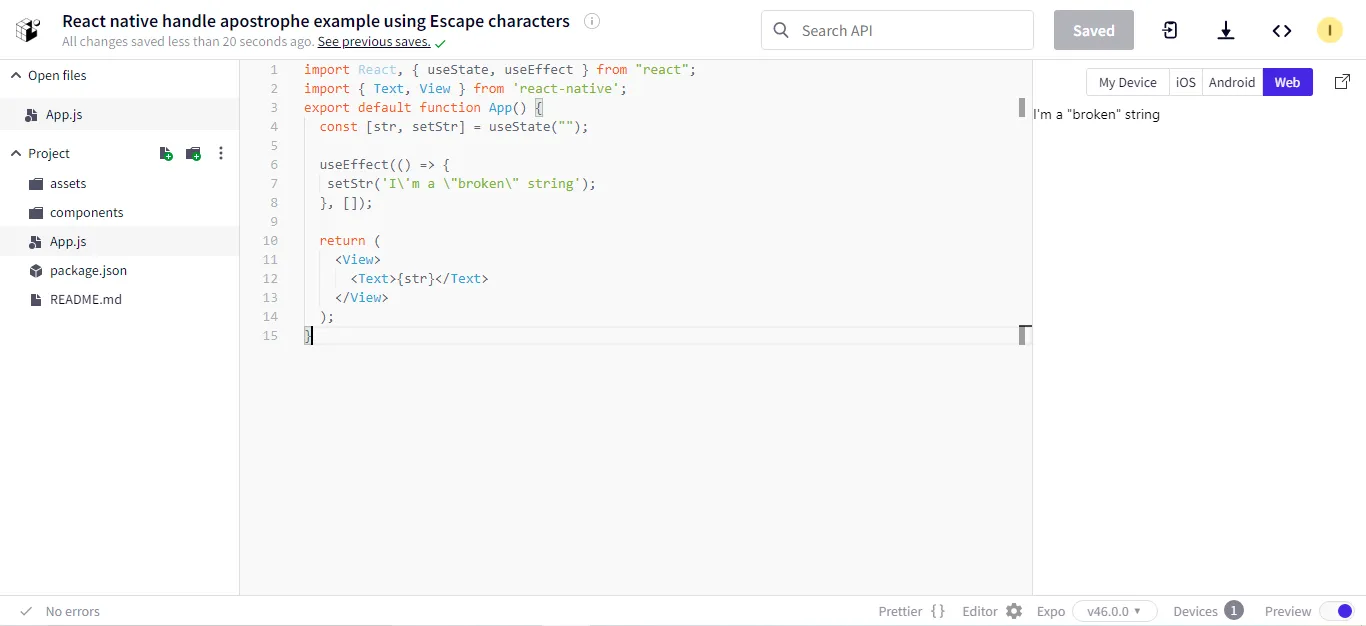 React native handle apostrophe example using Escape characters
All changes saved less than 20 seconds ago. See previous saves.
Search API
Saved
I
Open files
App.js
Project
assets
components
App.js
package.json
README.md
1 import React, { useState, useEffect } from "react";
2 import { Text, View } from 'react-native';
3 export default function App() {
4 const [str, setStr] = useState("");
5
6 useEffect(() => {
7 setStr('I\'m a \"broken\" string');
8 }, []);
9
10 return (
11 <View>
12 <Text>{str}</Text>
13 </View>
14 );
15 }
My Device iOS Android Web
I'm a "broken" string
No errors
Prettier {} Editor Expo v46.0.0 Devices 1 Preview